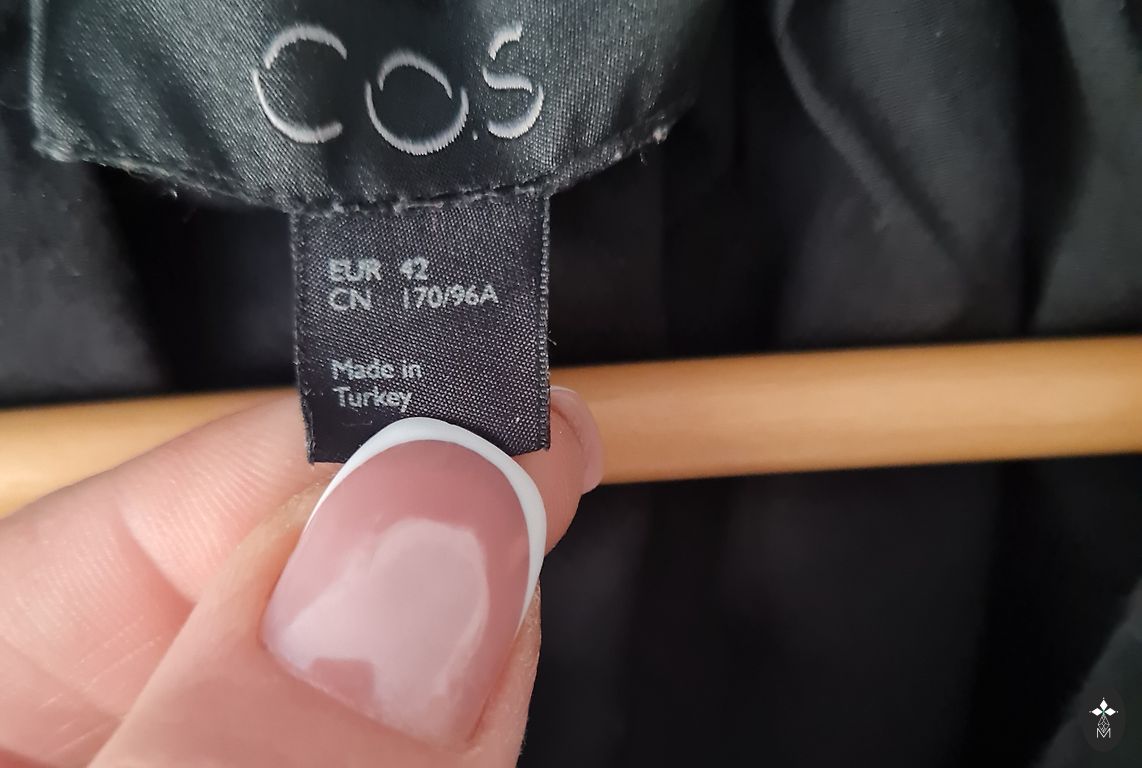 COS
EUR 42
CN 170/96A
Made in
Turkey
M